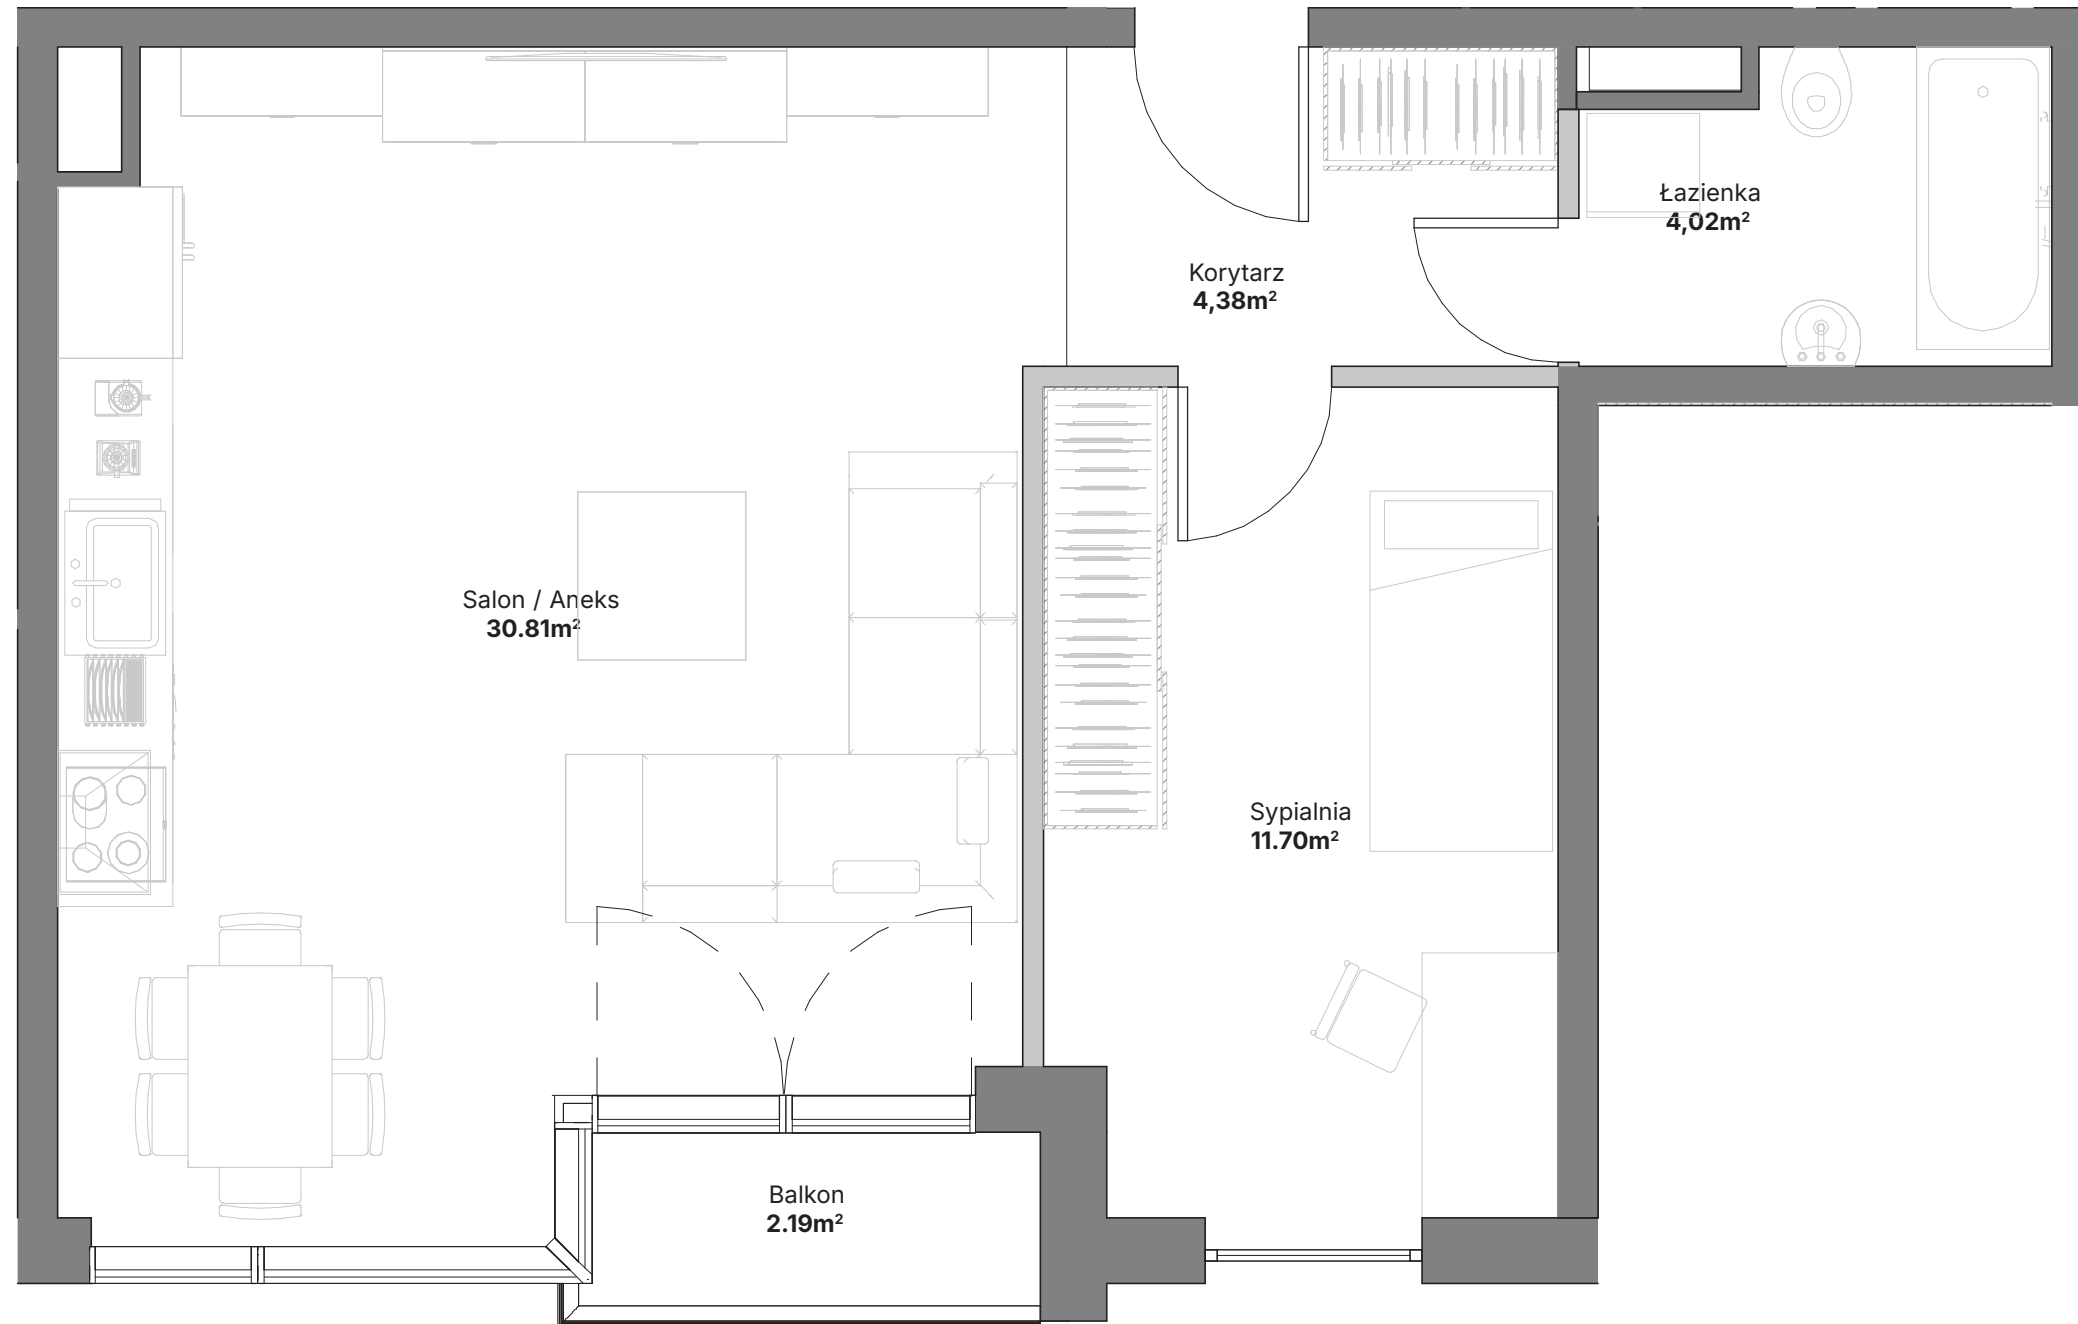 Łazienka
4,02m²
Korytarz
4,38m²
Salon / Aneks
30.81m²
Sypialnia
11.70m²
Balkon
2.19m²